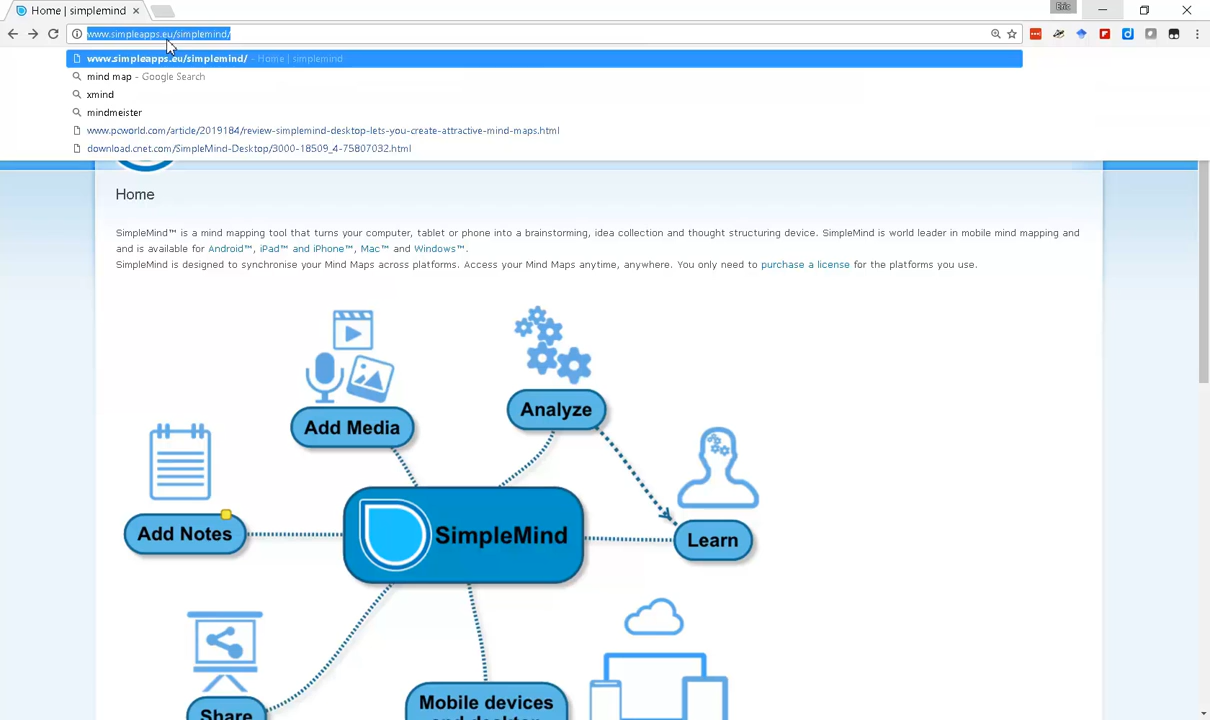 Home | simplemind
Eric
www.simpleapps.eu/simplemind/
www.simpleapps.eu/simplemind/ - Home | simplemind
mind map - Google Search
xmind
mindmeister
www.pcworld.com/article/2019184/review-simplemind-desktop-lets-you-create-attractive-mind-maps.html
download.cnet.com/SimpleMind-Desktop/3000-18509_4-75807032.html
Home
SimpleMind™ is a mind mapping tool that turns your computer, tablet or phone into a brainstorming, idea collection and thought structuring device. SimpleMind is world leader in mobile mind mapping and
and is available for Android™, iPad™ and iPhone™, Mac™ and Windows™.
SimpleMind is designed to synchronise your Mind Maps across platforms. Access your Mind Maps anytime, anywhere. You only need to purchase a license for the platforms you use.
Analyze
Add Media
Add Notes
SimpleMind
Learn
Mobile devices
and desktop
Share